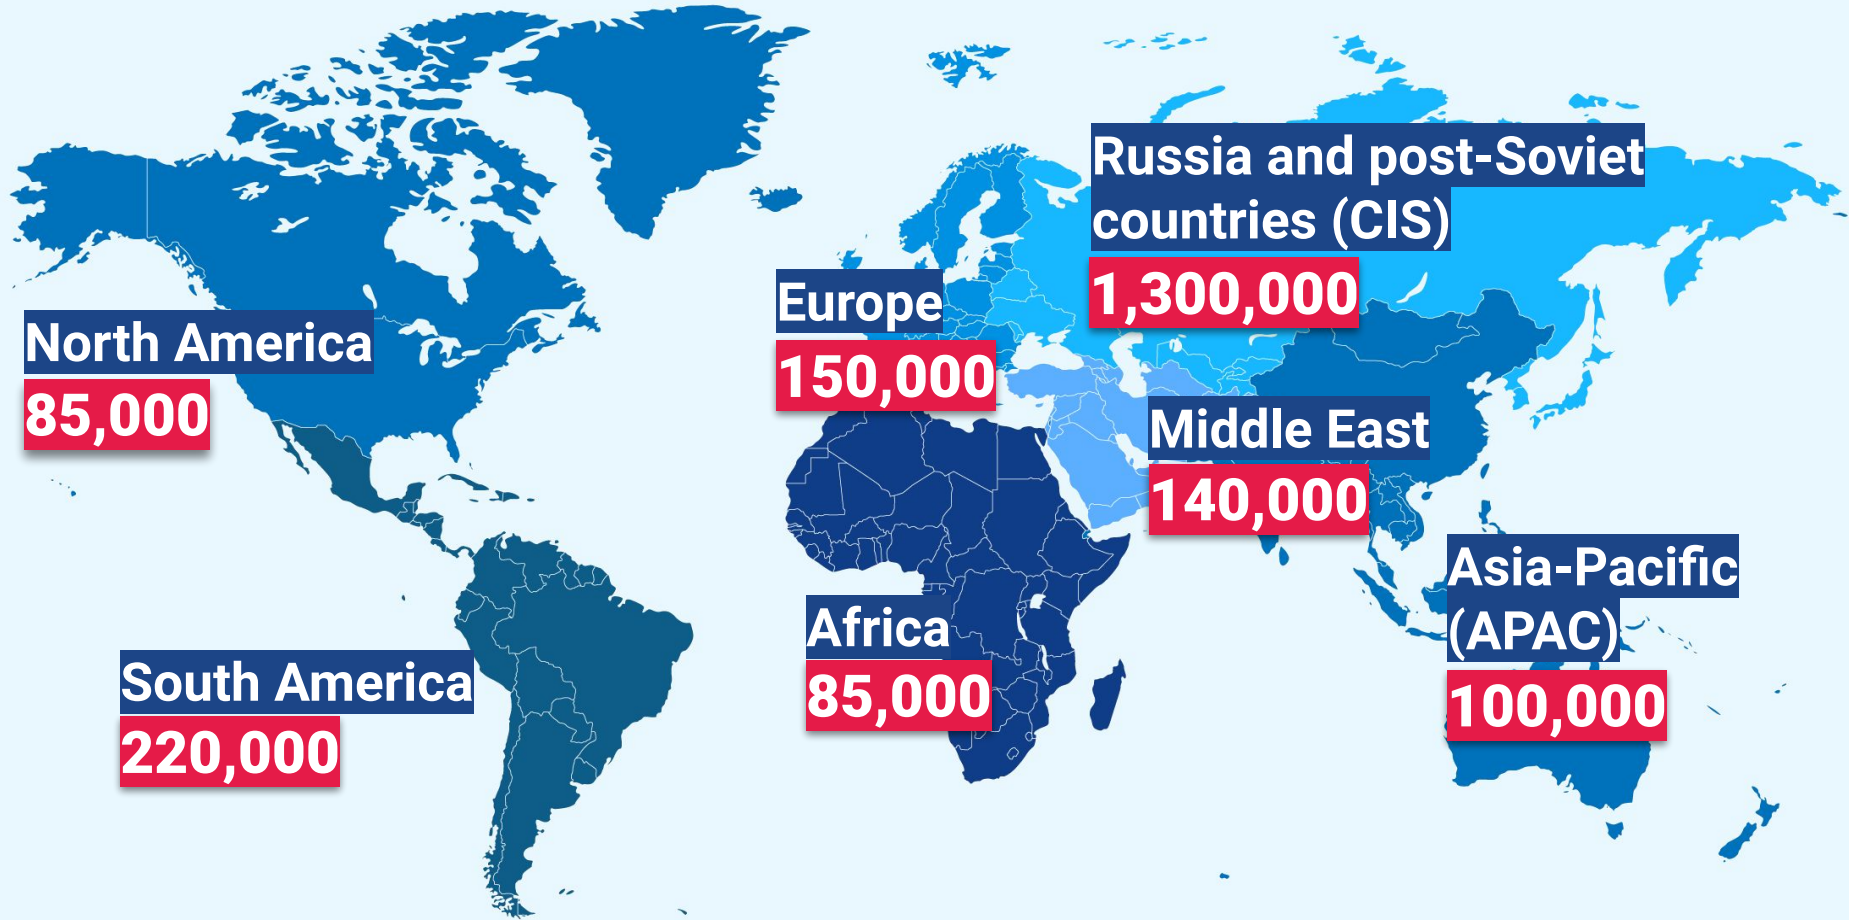 Russia and post-Soviet
countries (CIS)
1,300,000
Europe
150,000
North America
85,000
Middle East
140,000
Asia-Pacific
(APAC)
100,000
Africa
85,000
South America
220,000